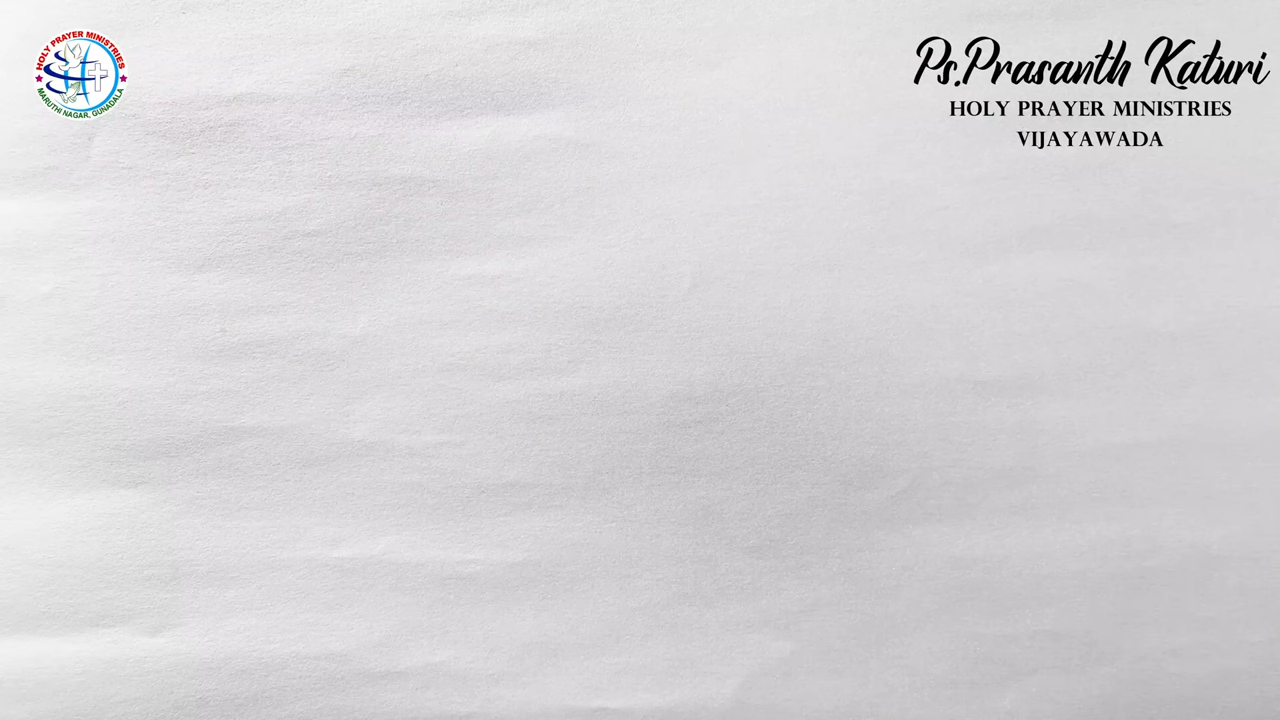 HOLY PRAYER MINISTRIES
MARUTHI NAGAR, GUNADALA
Ps.Prasanth Katuri
HOLY PRAYER MINISTRIES
VIJAYAWADA